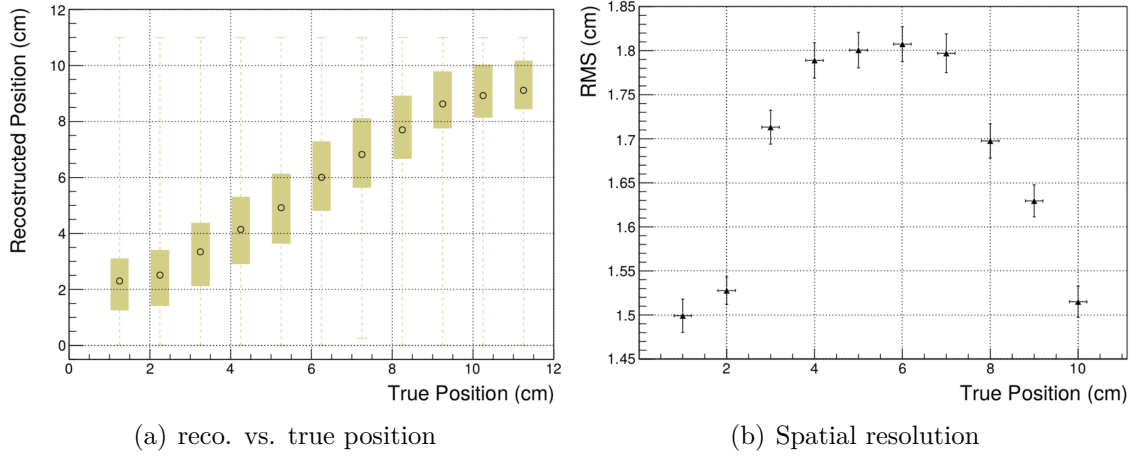 Recostructed Position (cm)
12
10
8
6
4
2
0
0 2 4 6 8 10 12
True Position (cm)
(a) reco. vs. true position
RMS (cm)
1.85
1.8
1.75
1.7
1.65
1.6
1.55
1.5
1.45
2 4 6 8 10
True Position (cm)
(b) Spatial resolution